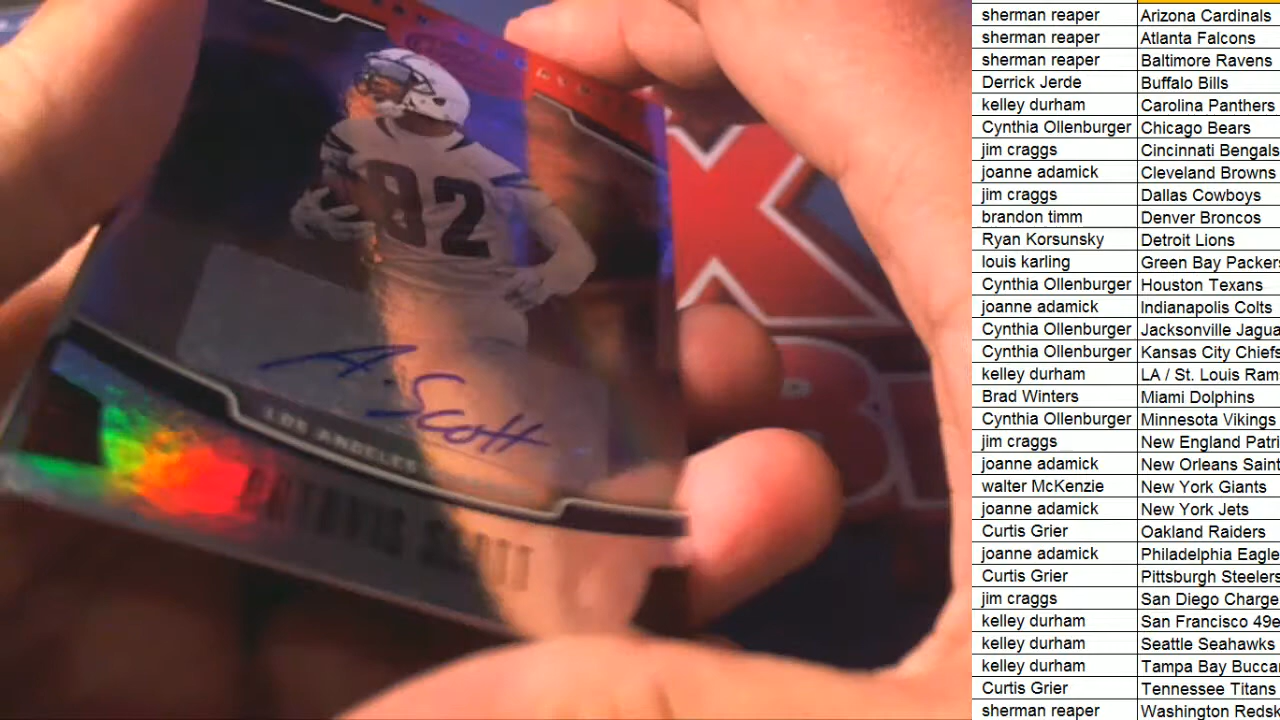 82
A. Scott
sherman reaper Arizona Cardinals
sherman reaper Atlanta Falcons
sherman reaper Baltimore Ravens
Derrick Jerde Buffalo Bills
kelley durham Carolina Panthers
Cynthia Ollenburger Chicago Bears
jim craggs Cincinnati Bengals
joanne adamick Cleveland Browns
jim craggs Dallas Cowboys
brandon timm Denver Broncos
Ryan Korsunsky Detroit Lions
louis karling Green Bay Packers
Cynthia Ollenburger Houston Texans
joanne adamick Indianapolis Colts
Cynthia Ollenburger Jacksonville Jagua
Cynthia Ollenburger Kansas City Chiefs
kelley durham LA / St. Louis Ram
Brad Winters Miami Dolphins
Cynthia Ollenburger Minnesota Vikings
jim craggs New England Patri
joanne adamick New Orleans Saint
walter McKenzie New York Giants
joanne adamick New York Jets
Curtis Grier Oakland Raiders
joanne adamick Philadelphia Eagle
Curtis Grier Pittsburgh Steelers
jim craggs San Diego Charge
kelley durham San Francisco 49e
kelley durham Seattle Seahawks
kelley durham Tampa Bay Bucca
Curtis Grier Tennessee Titans
sherman reaper Washington Redsk